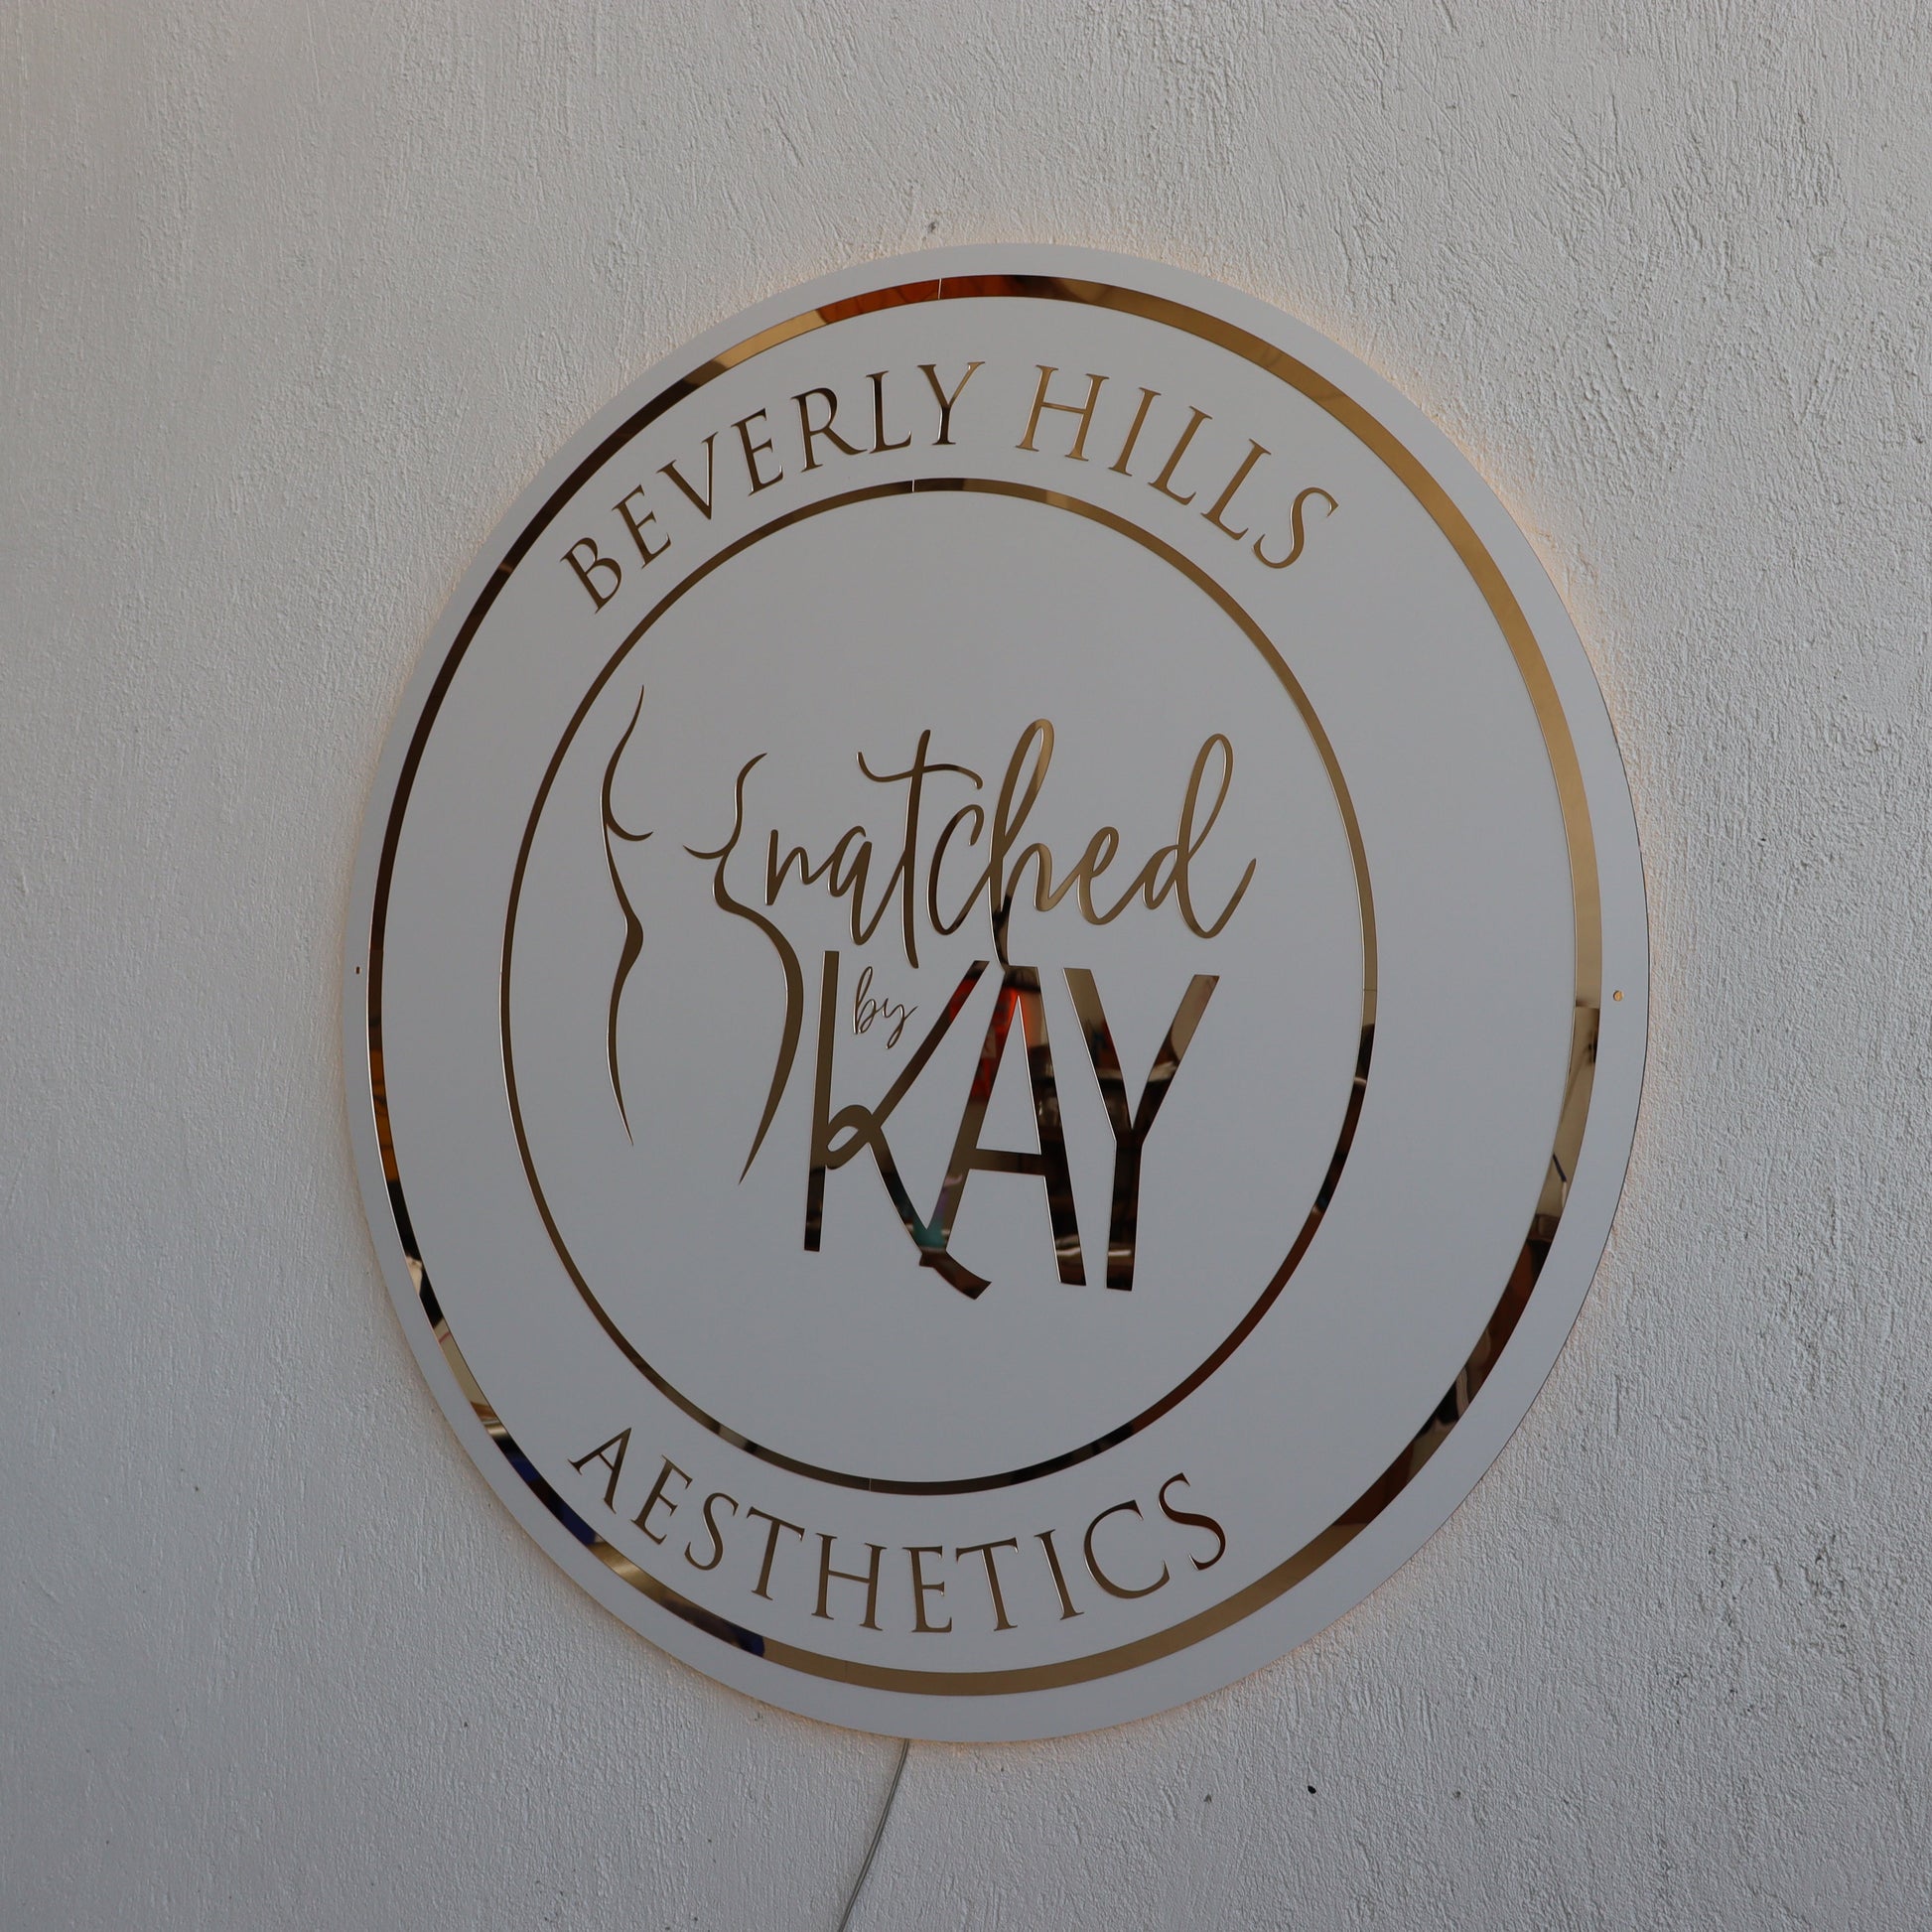 BEVERLY HILLS
Snatched
by
KAY
AESTHETICS